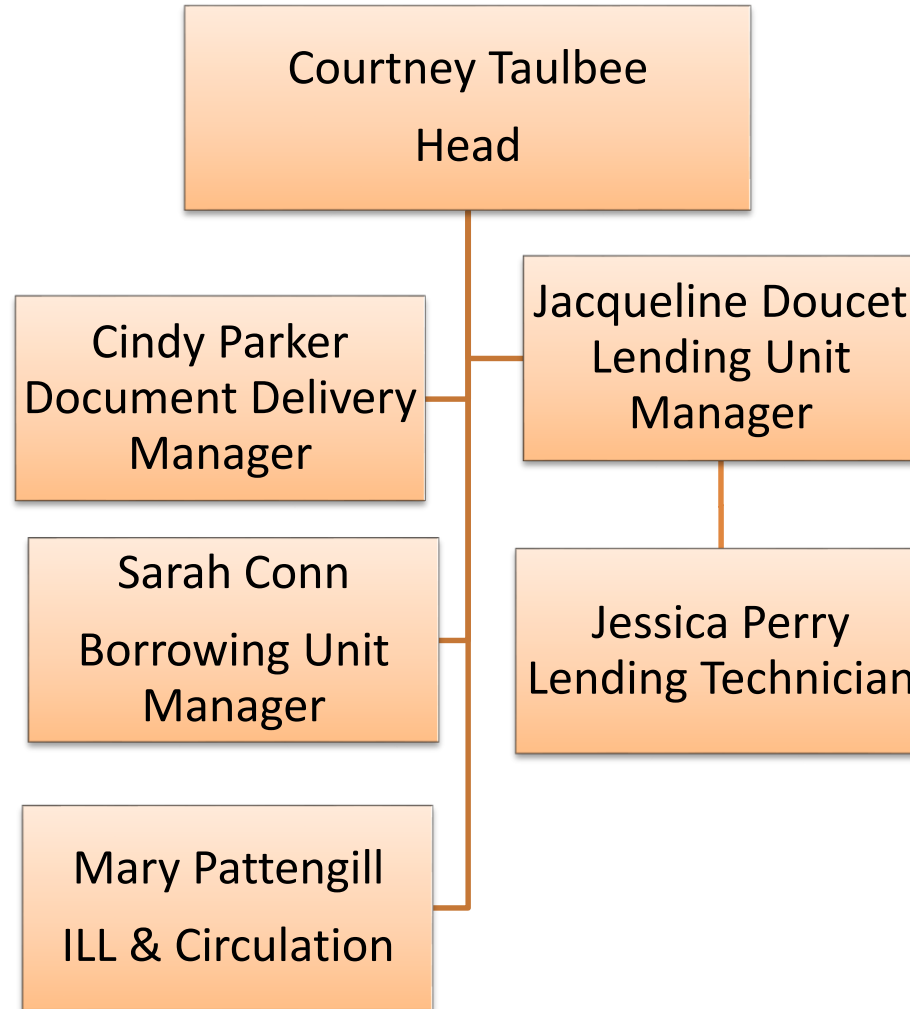 Courtney Taulbee
Head
Cindy Parker
Document Delivery
Manager
Jacqueline Doucet
Lending Unit
Manager
Sarah Conn
Borrowing Unit
Manager
Jessica Perry
Lending Technician
Mary Pattengill
ILL & Circulation